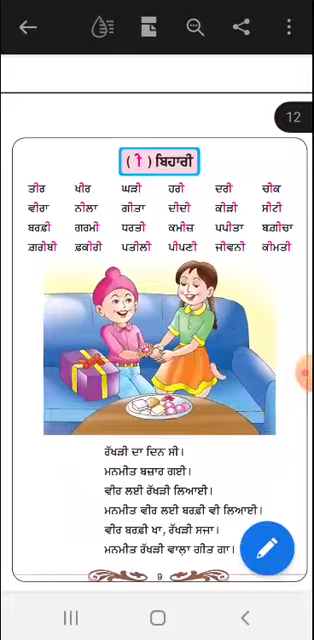 12
( ੀ ) ਬਿਹਾਰੀ
ਤੀਰ ਖੀਰ ਘੜੀ ਹਰੀ ਦਰੀ ਚੀਕ
ਵੀਰਾ ਨੀਲਾ ਗੀਤਾ ਦੀਦੀ ਕੀੜੀ ਸੀਟੀ
ਬਰਫ਼ੀ ਗਰਮੀ ਧਰਤੀ ਕਮੀਜ਼ ਪਪੀਤਾ ਬਗ਼ੀਚਾ
ਗ਼ਰੀਬੀ ਫ਼ਕੀਰੀ ਪਤੀਲੀ ਪੀਪਣੀ ਜੀਵਨੀ ਕੀਮਤੀ
ਰੱਖੜੀ ਦਾ ਦਿਨ ਸੀ।
ਮਨਮੀਤ ਬਜ਼ਾਰ ਗਈ।
ਵੀਰ ਲਈ ਰੱਖੜੀ ਲਿਆਈ।
ਮਨਮੀਤ ਵੀਰ ਲਈ ਬਰਫ਼ੀ ਵੀ ਲਿਆਈ।
ਵੀਰ ਬਰਫ਼ੀ ਖਾ, ਰੱਖੜੀ ਸਜਾ।
ਮਨਮੀਤ ਰੱਖੜੀ ਵਾਲ਼ਾ ਗੀਤ ਗਾ।
9